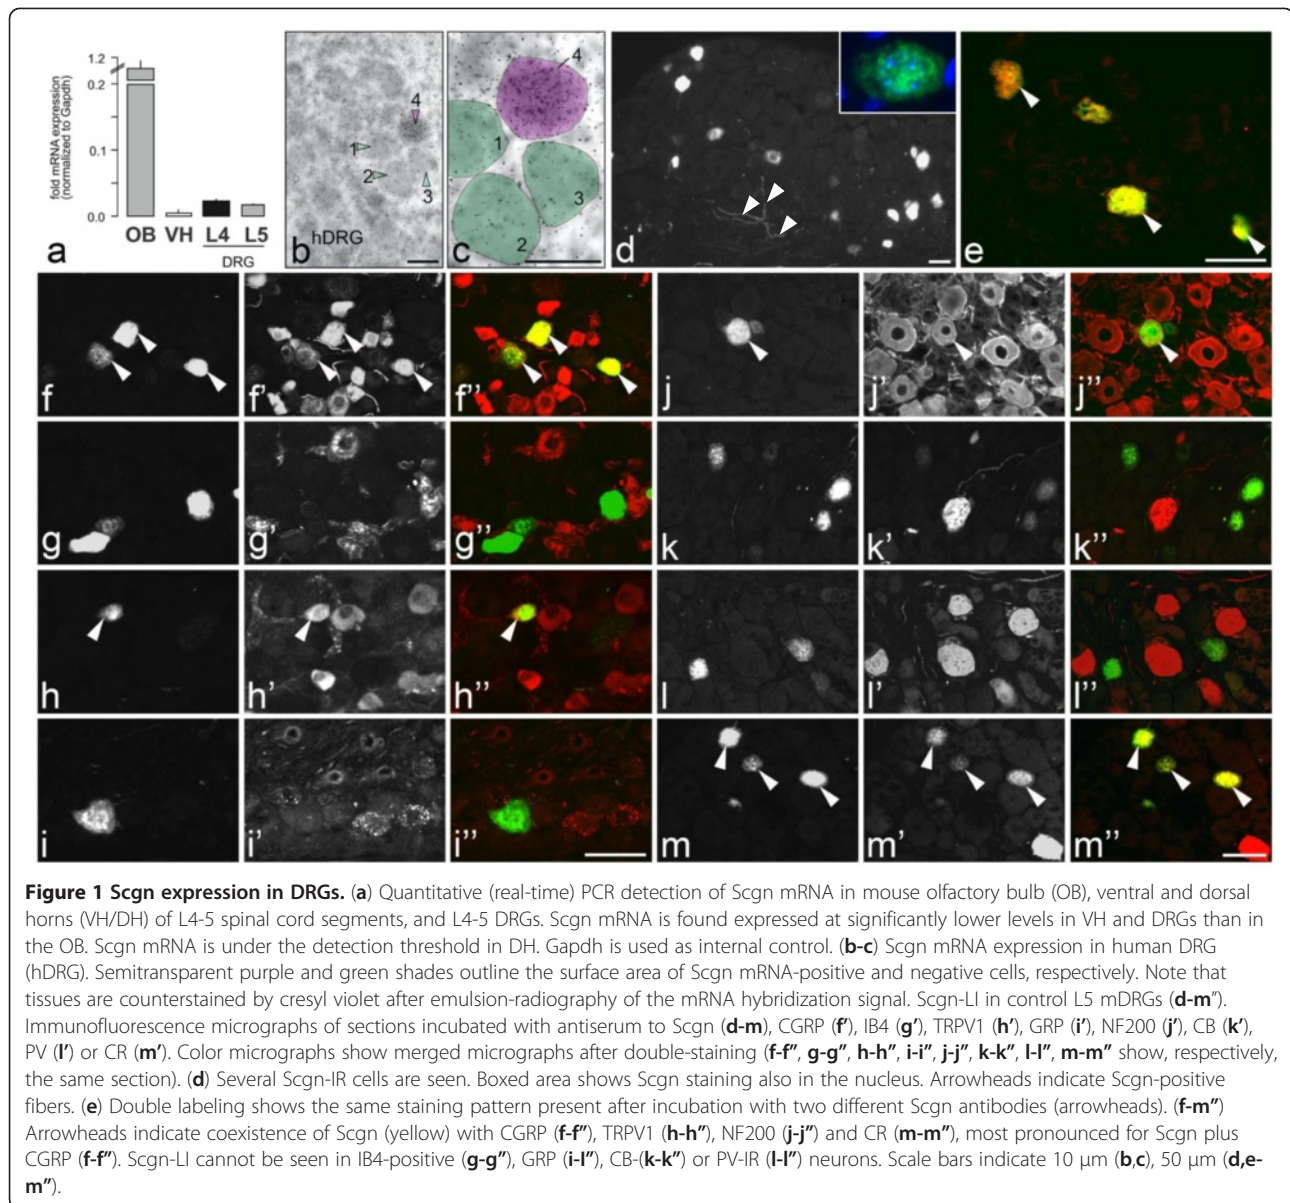 1.2
0.2
0.1
0.0
fold mRNA expression
(normalized to Gapdh)
OB VH L4 L5
DRG
a
1
2
3
4
b hDRG
1
2
3
4
c
d
e
f f' f" j j' j"
g g' g" k k' k"
h h' h" l l' l"
i i' i" m m' m"
Figure 1 Scgn expression in DRGs. (a) Quantitative (real-time) PCR detection of Scgn mRNA in mouse olfactory bulb (OB), ventral and dorsal
horns (VH/DH) of L4-5 spinal cord segments, and L4-5 DRGs. Scgn mRNA is found expressed at significantly lower levels in VH and DRGs than in
the OB. Scgn mRNA is under the detection threshold in DH. Gapdh is used as internal control. (b-c) Scgn mRNA expression in human DRG
(hDRG). Semitransparent purple and green shades outline the surface area of Scgn mRNA-positive and negative cells, respectively. Note that
tissues are counterstained by cresyl violet after emulsion-radiography of the mRNA hybridization signal. Scgn-LI in control L5 mDRGs (d-m").
Immunofluorescence micrographs of sections incubated with antiserum to Scgn (d-m), CGRP (f'), IB4 (g'), TRPV1 (h'), GRP (i'), NF200 (j'), CB (k'),
PV (l') or CR (m'). Color micrographs show merged micrographs after double-staining (f-f", g-g", h-h", i-i", j-j", k-k", l-l", m-m" show, respectively,
the same section). (d) Several Scgn-IR cells are seen. Boxed area shows Scgn staining also in the nucleus. Arrowheads indicate Scgn-positive
fibers. (e) Double labeling shows the same staining pattern present after incubation with two different Scgn antibodies (arrowheads). (f-m")
Arrowheads indicate coexistence of Scgn (yellow) with CGRP (f-f"), TRPV1 (h-h"), NF200 (j-j") and CR (m-m"), most pronounced for Scgn plus
CGRP (f-f"). Scgn-LI cannot be seen in IB4-positive (g-g"), GRP (i-I"), CB-(k-k") or PV-IR (l-l") neurons. Scale bars indicate 10 μm (b,c), 50 μm (d,e-
m").